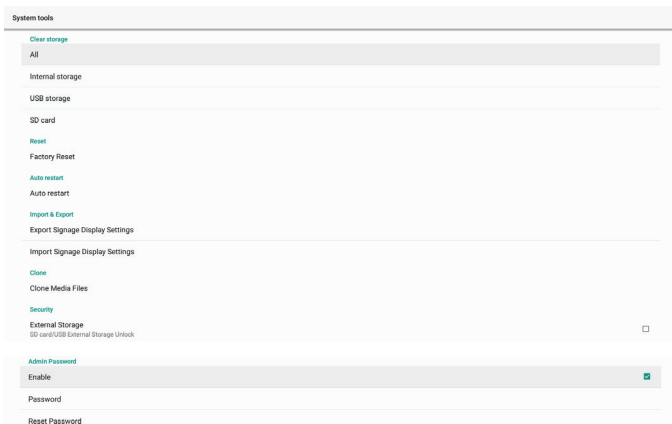 System tools
Clear storage
All
Internal storage
USB storage
SD card
Reset
Factory Reset
Auto restart
Auto restart
Import & Export
Export Signage Display Settings
Import Signage Display Settings
Clone
Clone Media Files
Security
External Storage
SD card/USB External Storage Unlock
Admin Password
Enable
Password
Reset Password